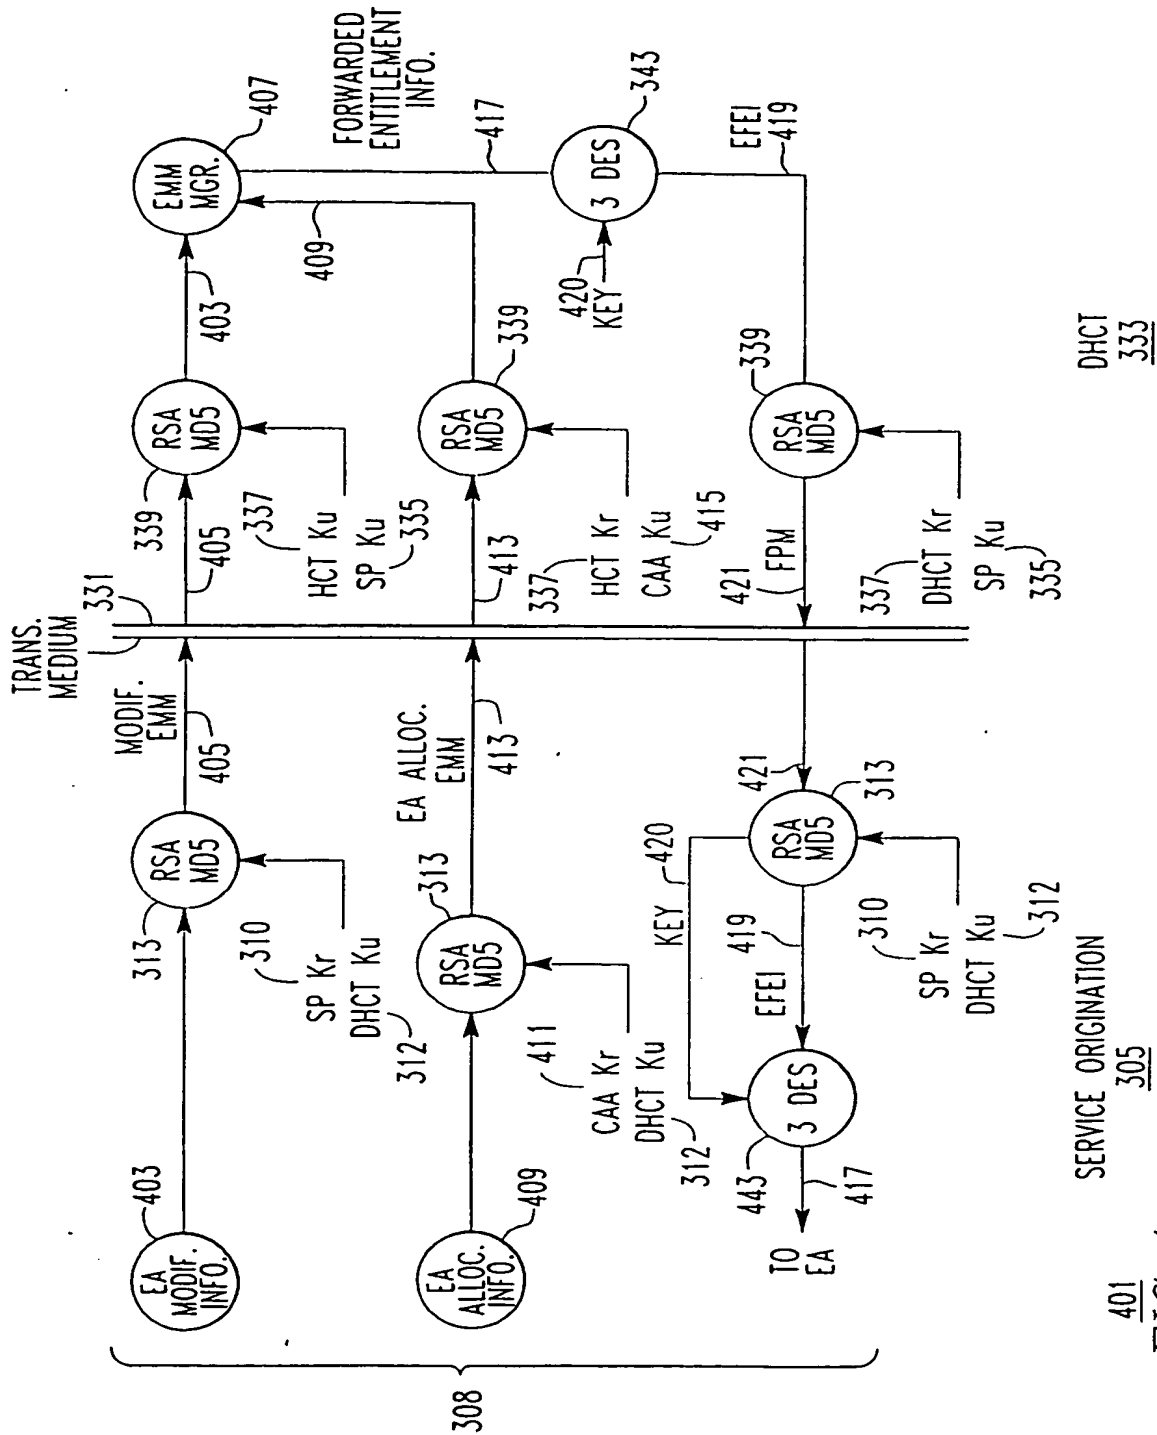 TRANS.
MEDIUM
331
EA
MODIF.
INFO.
403
RSA
MD5
313
310
SP Kr
DHCT Ku
312
MODIF.
EMM
405
405
RSA
MD5
339
337
HCT Ku
SP Ku
335
403
EMM
MGR.
407
409
FORWARDED
ENTITLEMENT
INFO.
417
EA
ALLOC.
INFO.
409
RSA
MD5
313
411
CAA Kr
DHCT Ku
312
EA ALLOC.
EMM
413
413
RSA
MD5
339
337
HCT Kr
CAA Ku
415
3 DES
343
420
KEY
EFEI
419
308
TO
EA
417
3 DES
443
KEY
420
EFEI
419
RSA
MD5
313
310
SP Kr
DHCT Ku
312
421
421
FPM
RSA
MD5
339
337
DHCT Kr
SP Ku
335
401
SERVICE ORIGINATION
305
DHCT
333